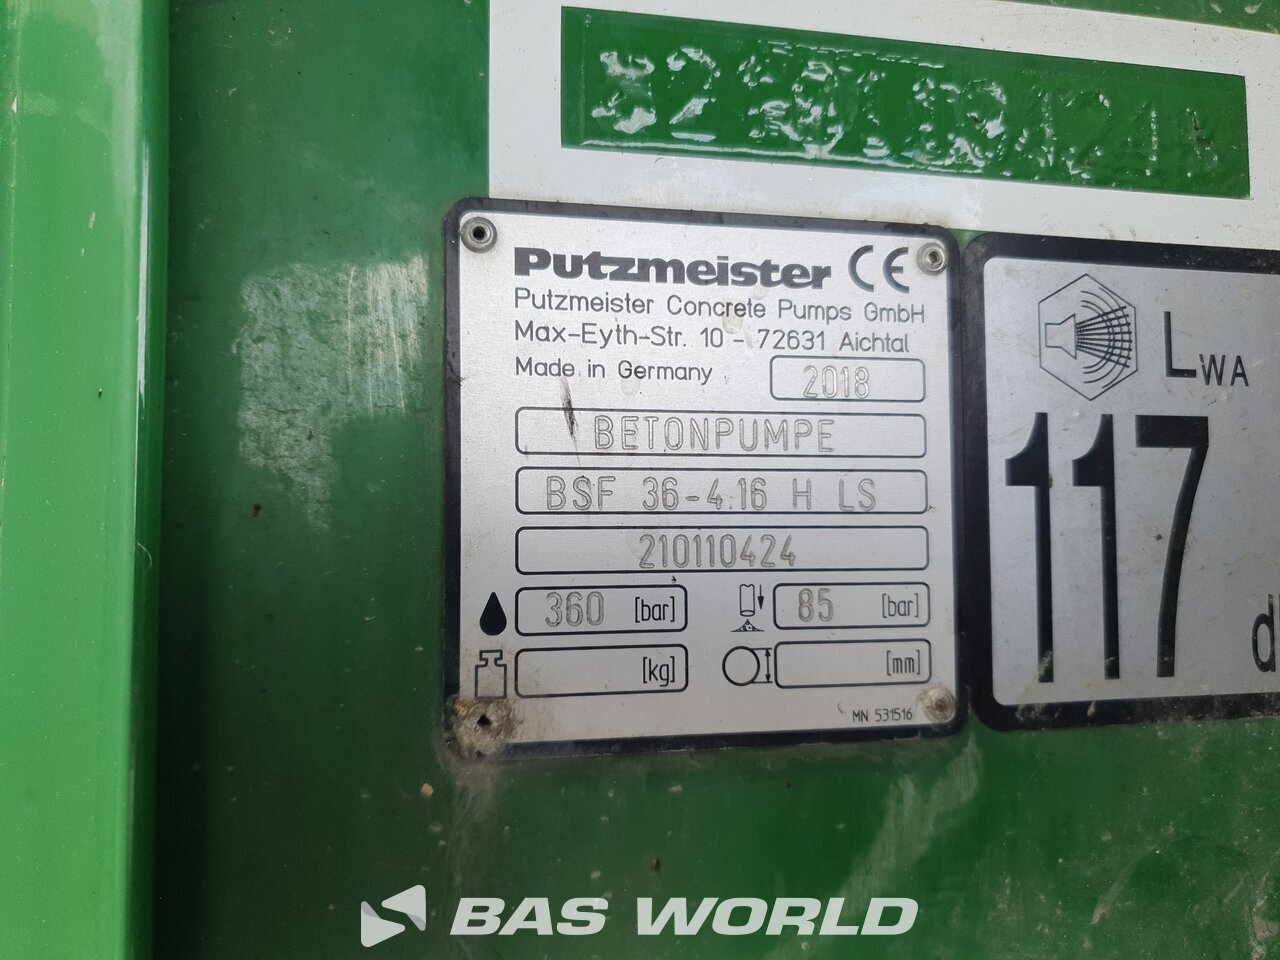 Putzmeister CE
Putzmeister Concrete Pumps GmbH
Max-Eyth-Str. 10 - 72631 Aichtal
Made in Germany 2018
BETONPUMPE
BSF 36-4.16 H LS
210110424
360 [bar] 85 [bar]
[kg] [mm]
MN 531516
LWA
117
BAS WORLD